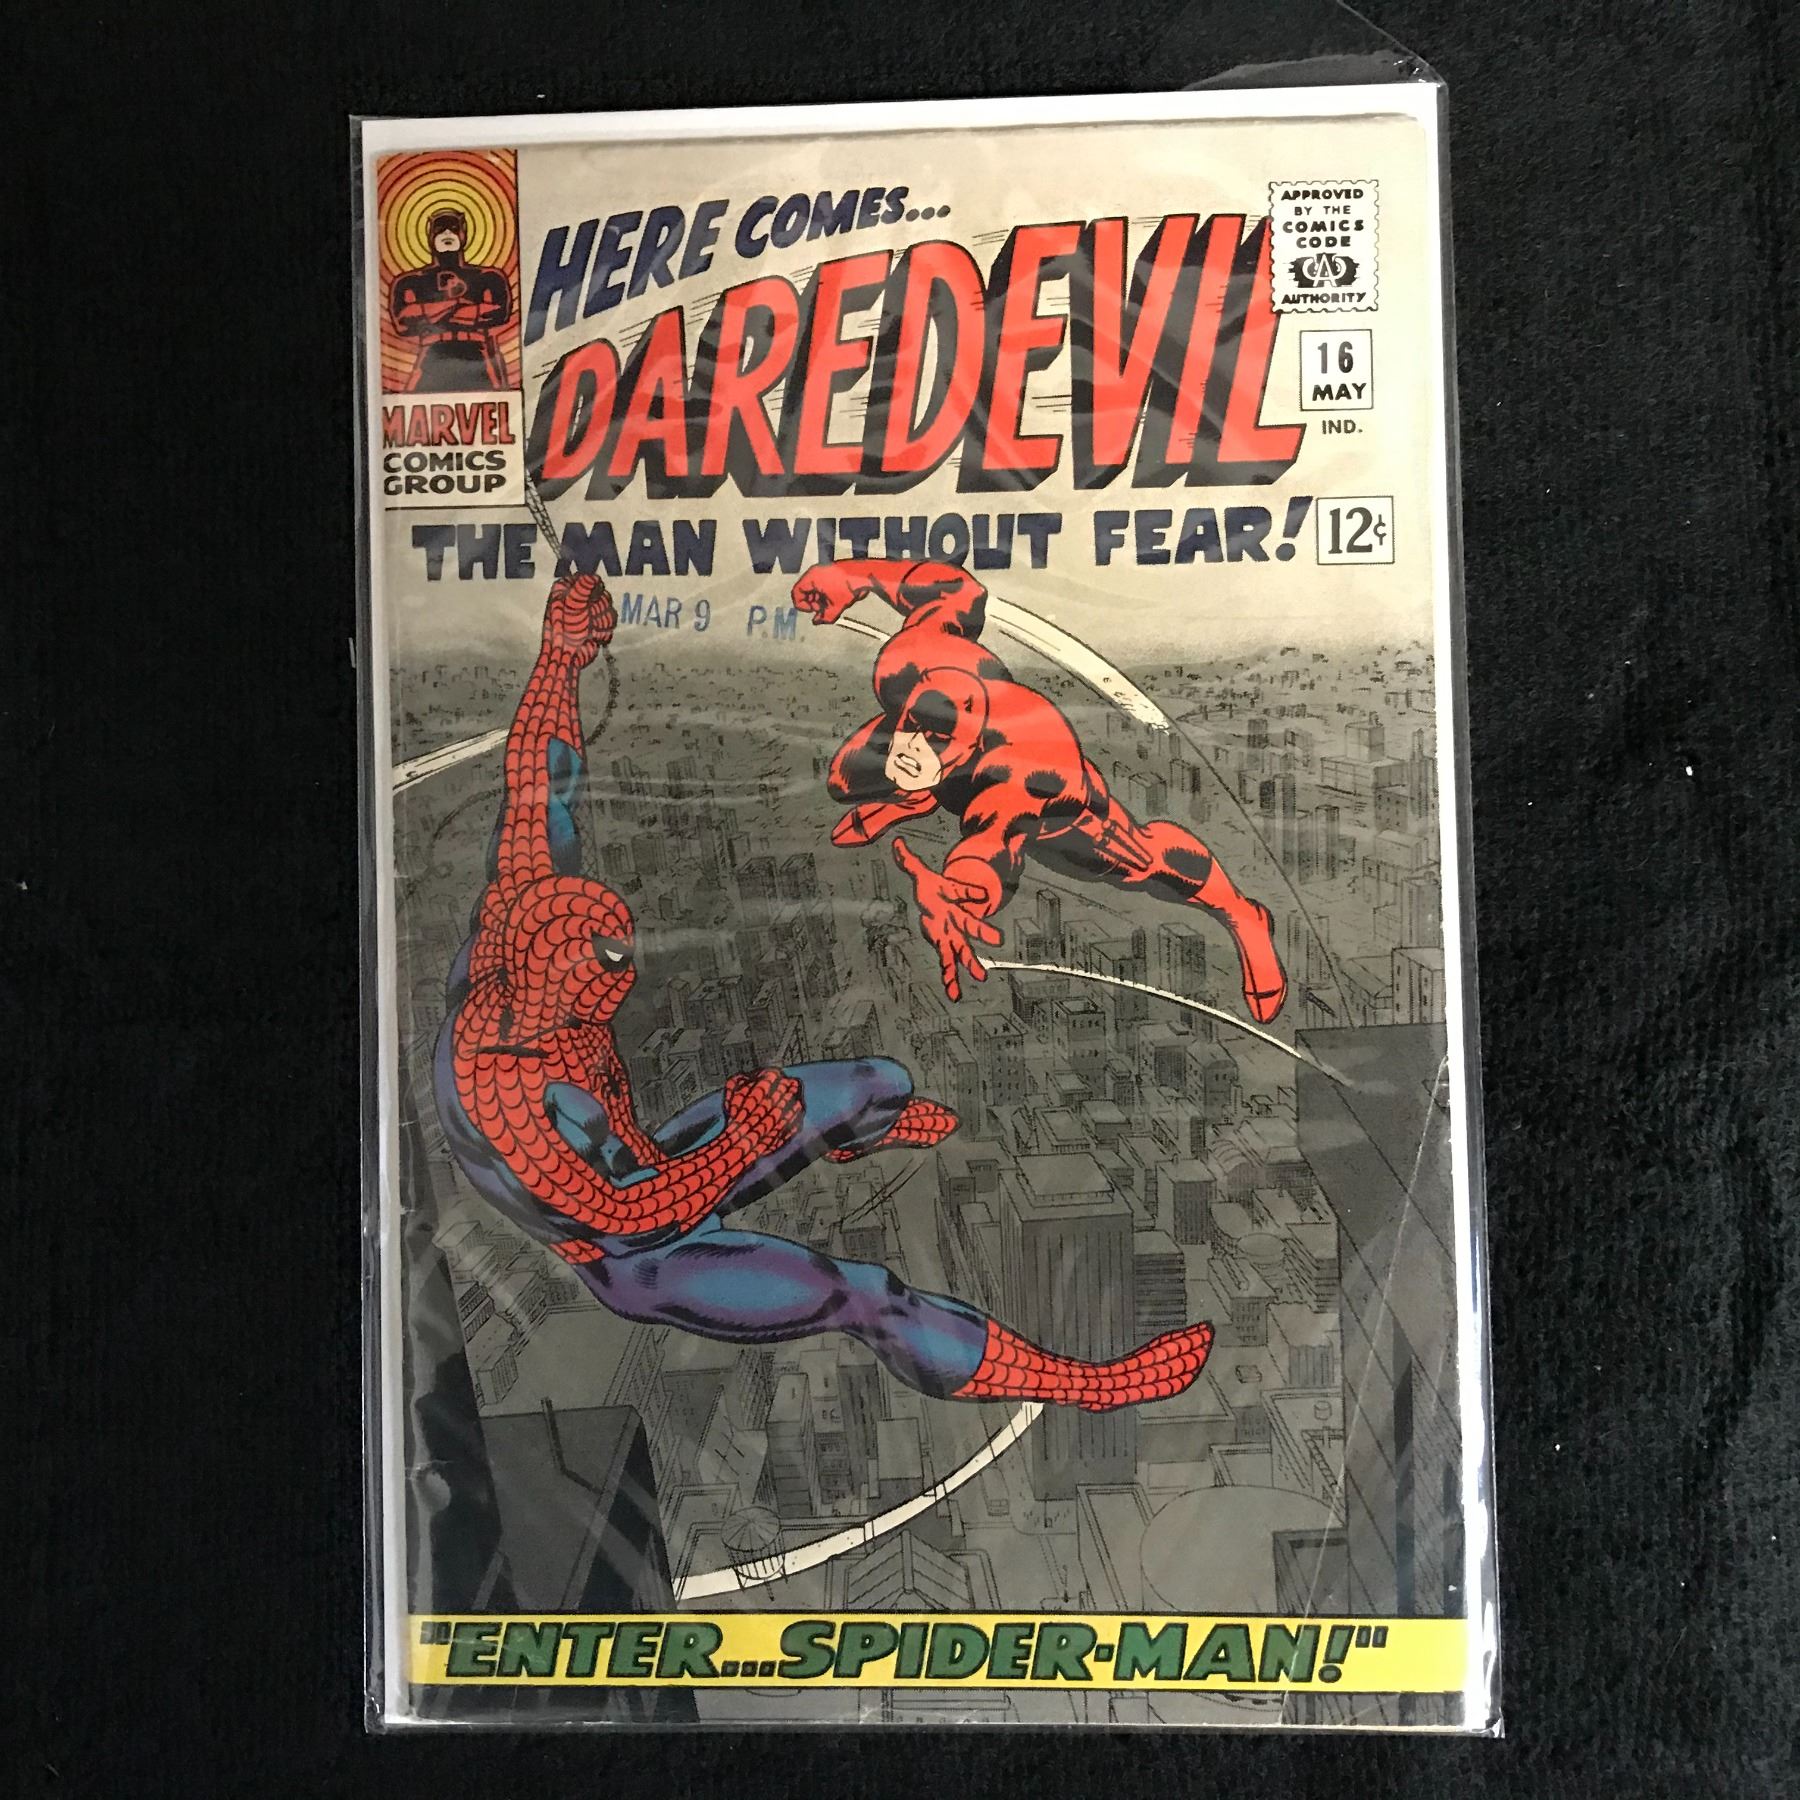 HERE COMES...
DAREDEVIL
THE MAN WITHOUT FEAR!
DD
MARVEL
COMICS
GROUP
APPROVED
BY THE
COMICS
CODE
CA
AUTHORITY
16
MAY
IND.
12¢
MAR 9 P.M.
"ENTER...SPIDER-MAN!"